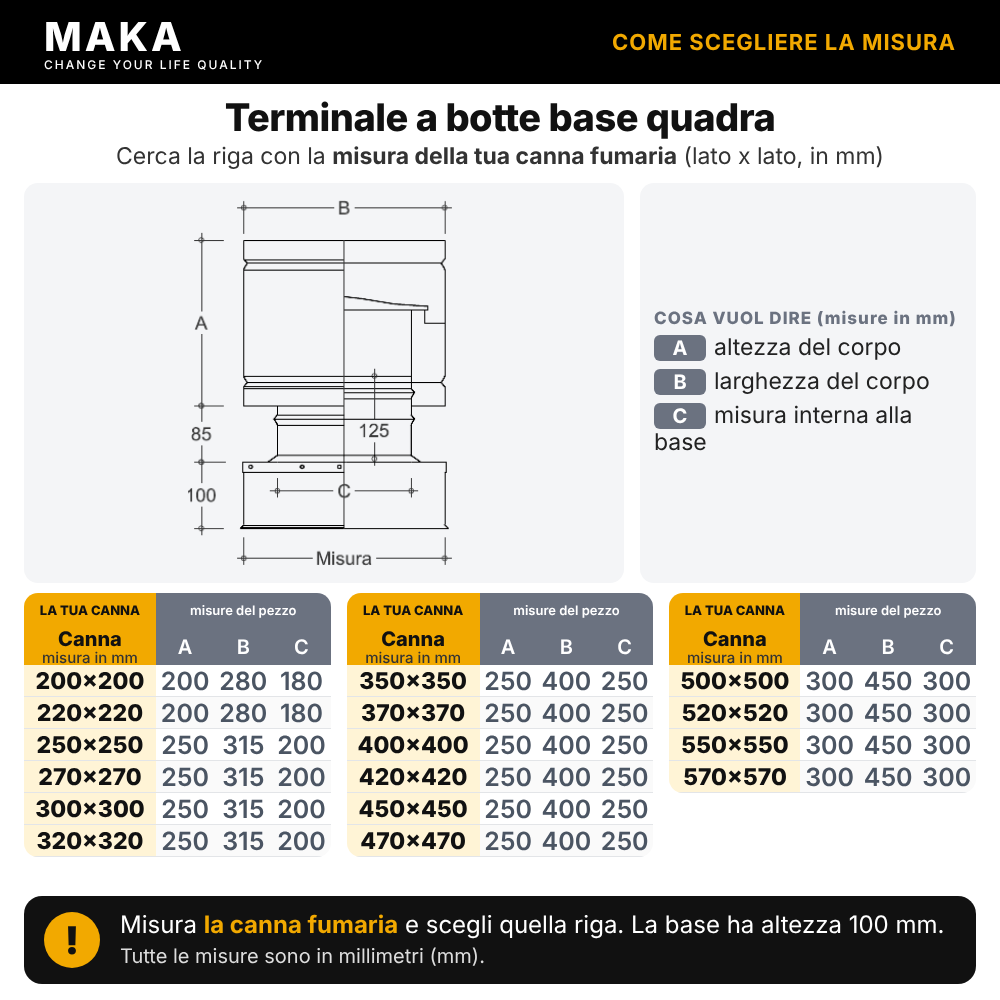 MAKA
CHANGE YOUR LIFE QUALITY
COME SCEGLIERE LA MISURA
Terminale a botte base quadra
Cerca la riga con la misura della tua canna fumaria (lato x lato, in mm)
B
A
85
125
100
C
Misura
COSA VUOL DIRE (misure in mm)
A altezza del corpo
B larghezza del corpo
C misura interna alla
base
LA TUA CANNA misure del pezzo
Canna
misura in mm A B C
200×200 200 280 180
220×220 200 280 180
250×250 250 315 200
270×270 250 315 200
300×300 250 315 200
320×320 250 315 200
LA TUA CANNA misure del pezzo
Canna
misura in mm A B C
350×350 250 400 250
370×370 250 400 250
400×400 250 400 250
420×420 250 400 250
450×450 250 400 250
470×470 250 400 250
LA TUA CANNA misure del pezzo
Canna
misura in mm A B C
500×500 300 450 300
520×520 300 450 300
550×550 300 450 300
570×570 300 450 300
! Misura la canna fumaria e scegli quella riga. La base ha altezza 100 mm.
Tutte le misure sono in millimetri (mm).